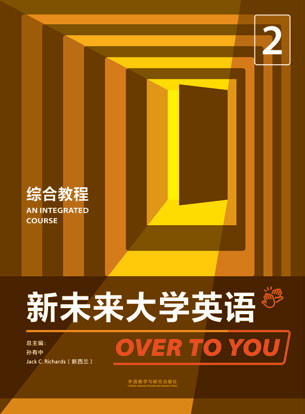 2
综合教程
AN INTEGRATED
COURSE
新未来大学英语
OVER TO YOU
总主编:
孙有中
Jack C. Richards(新西兰)
外语教学与研究出版社